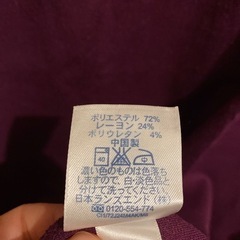 ポリエステル 72%
レーヨン 24%
ポリウレタン 4%
中国製
40
濃い色のものは色落ち
しますので白・淡色品と
分けて洗ってください
日本ランズエンド(株)
0120-554-774